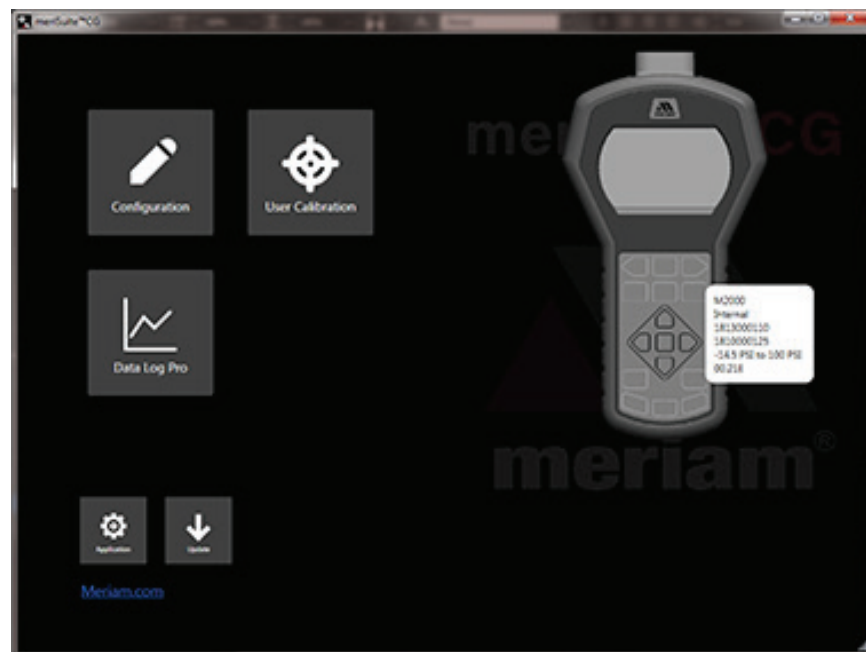 meriSuite™CG
Configuration
User Calibration
Data Log Pro
Application
Update
Meriam.com
M2000
Internal
1813000110
1810000125
-14.5 PSI to 100 PSI
00.218
CG
meriam®